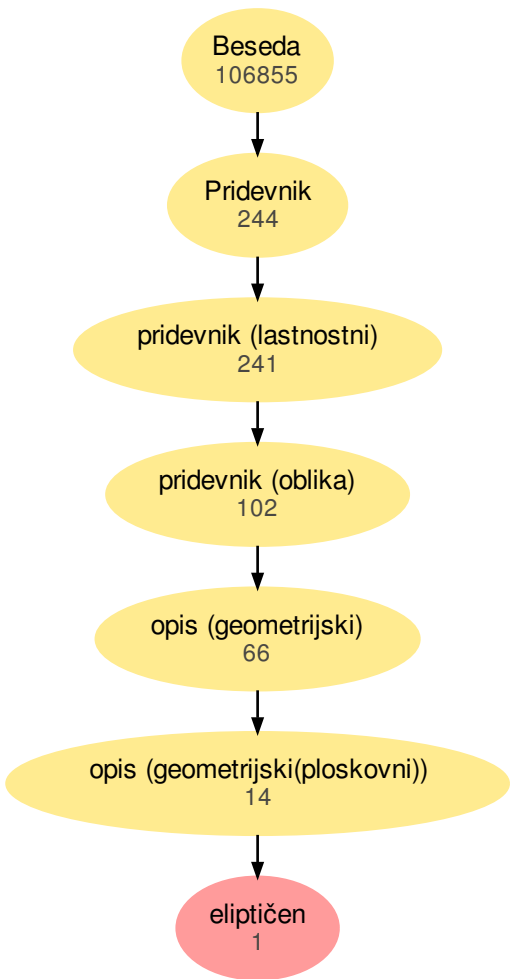 Beseda
106855
Pridevnik
244
pridevnik (lastnostni)
241
pridevnik (oblika)
102
opis (geometrijski)
66
opis (geometrijski(ploskovni))
14
eliptičen
1